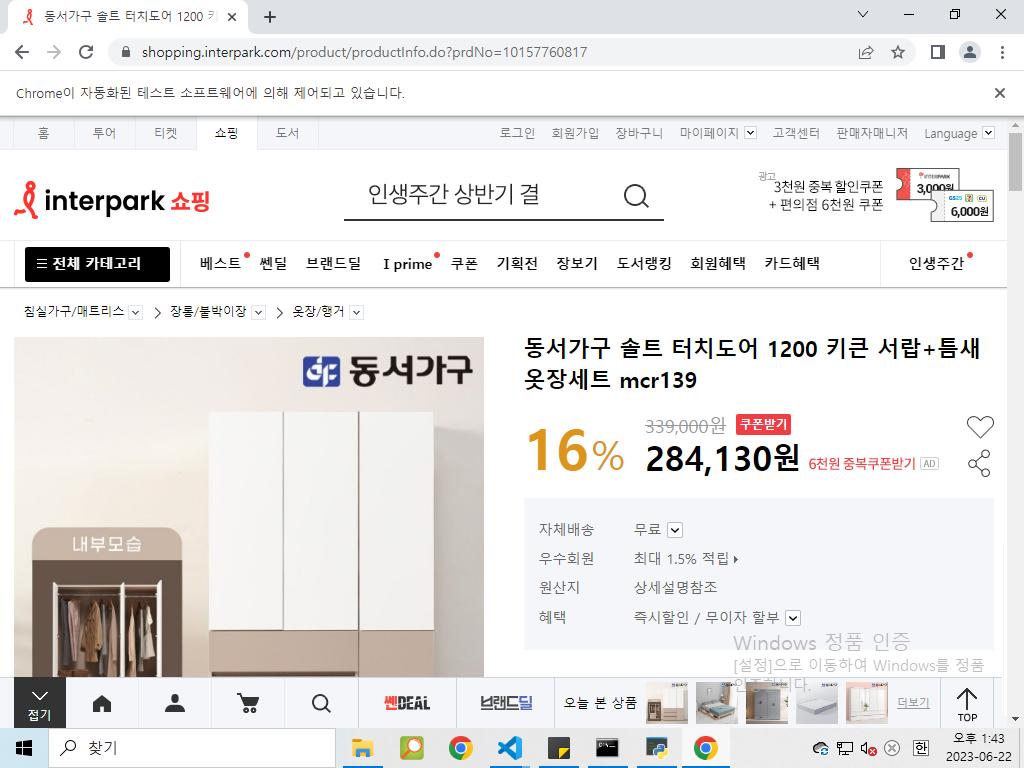 동서가구 솔트 터치도어 1200 키
shopping.interpark.com/product/productInfo.do?prdNo=10157760817
Chrome이 자동화된 테스트 소프트웨어에 의해 제어되고 있습니다.
홈 투어 티켓 쇼핑 도서 로그인 회원가입 장바구니 마이페이지 고객센터 판매자매니저 Language
interpark 쇼핑
인생주간 상반기 결
광고
3천원 중복 할인쿠폰
+ 편의점 6천원 쿠폰
interpark
3,000원
GS25 CU
6,000원
전체 카테고리 베스트 쎈딜 브랜드딜 I prime 쿠폰 기획전 장보기 도서랭킹 회원혜택 카드혜택 인생주간
침실가구/매트리스 장롱/붙박이장 옷장/행거
동서가구
내부모습
동서가구 솔트 터치도어 1200 키큰 서랍+틈새
옷장세트 mcr139
16%
339,000원 쿠폰받기
284,130원 6천원 중복쿠폰받기 AD
자체배송 무료
우수회원 최대 1.5% 적립
원산지 상세설명참조
혜택 즉시할인 / 무이자 할부
Windows 정품 인증
[설정]으로 이동하여 Windows를 정품
인증합니다.
접기
쎈DEAL
브랜드딜
오늘 본 상품
더보기
TOP
찾기
한
오후 1:43
2023-06-22